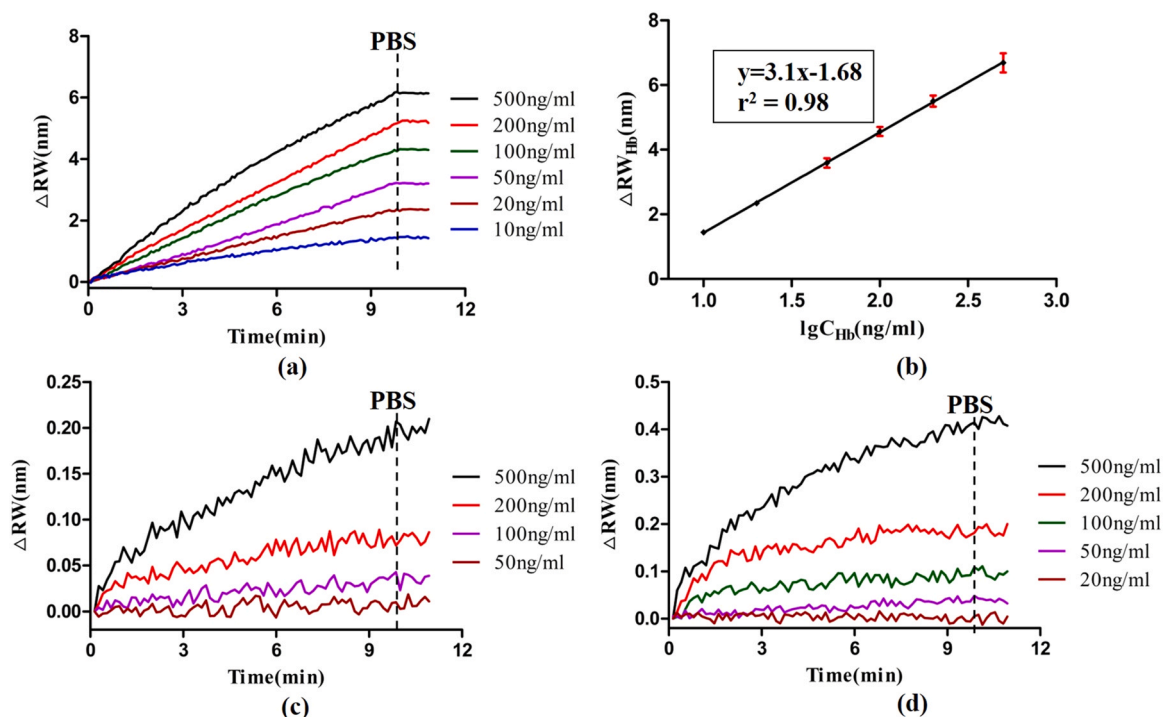 8
6
4
2
0
△RW(nm)
PBS
500ng/ml
200ng/ml
100ng/ml
50ng/ml
20ng/ml
10ng/ml
0
3
6
9
12
Time(min)
(a)
8
6
4
2
0
△RW_Hb(nm)
y=3.1x-1.68
r² = 0.98
1.0
1.5
2.0
2.5
3.0
lgC_Hb(ng/ml)
(b)
0.25
0.20
0.15
0.10
0.05
0.00
△RW(nm)
PBS
500ng/ml
200ng/ml
100ng/ml
50ng/ml
0
3
6
9
12
Time(min)
(c)
0.5
0.4
0.3
0.2
0.1
0.0
△RW(nm)
PBS
500ng/ml
200ng/ml
100ng/ml
50ng/ml
20ng/ml
0
3
6
9
12
Time(min)
(d)